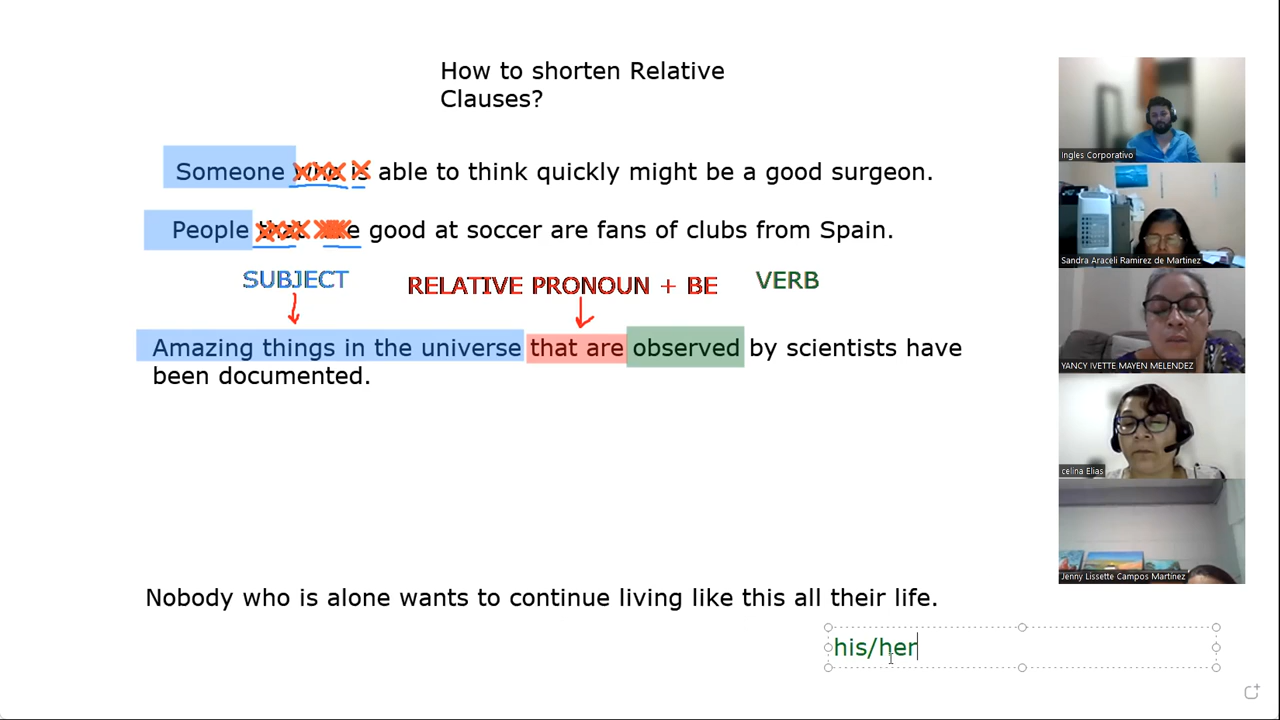 How to shorten Relative
Clauses?
Someone who is able to think quickly might be a good surgeon.
People that are good at soccer are fans of clubs from Spain.
SUBJECT RELATIVE PRONOUN + BE VERB
Amazing things in the universe that are observed by scientists have
been documented.
Nobody who is alone wants to continue living like this all their life.
his/her
Ingles Corporativo
Sandra Araceli Ramirez de Martinez
YANCY IVETTE MAYEN MELENDEZ
celina Elias
Jenny Lissette Campos Martínez